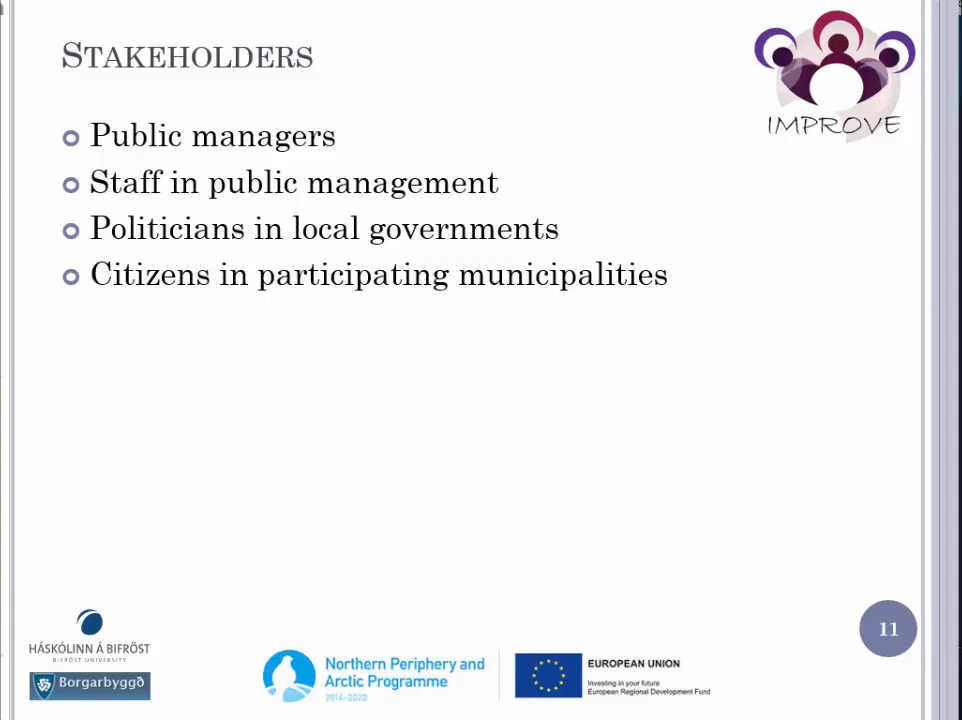 STAKEHOLDERS
IMPROVE
Public managers
Staff in public management
Politicians in local governments
Citizens in participating municipalities
11
HÁSKÓLINN Á BIFRÖST
BIFRÖST UNIVERSITY
Borgarbyggð
Northern Periphery and
Arctic Programme
2014–2020
EUROPEAN UNION
Investing in your future
European Regional Development Fund